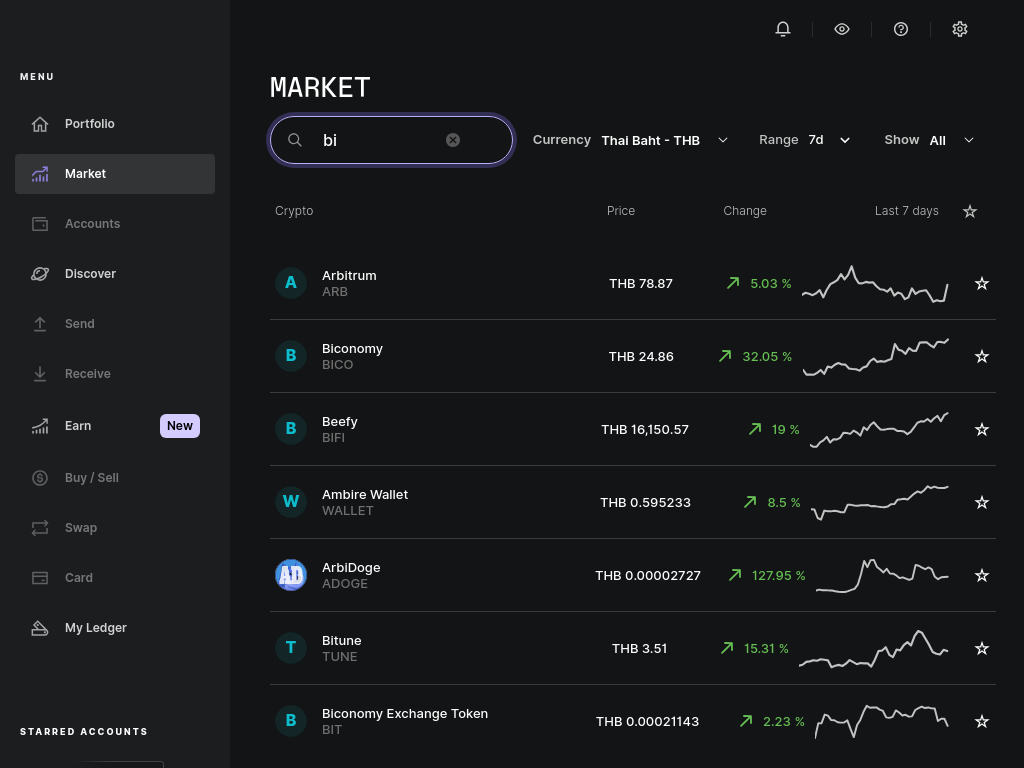 MENU
Portfolio
Market
Accounts
Discover
Send
Receive
Earn New
Buy / Sell
Swap
Card
My Ledger
STARRED ACCOUNTS
MARKET
bi
Currency Thai Baht - THB
Range 7d
Show All
Crypto Price Change Last 7 days
A Arbitrum
ARB
THB 78.87 5.03 %
B Biconomy
BICO
THB 24.86 32.05 %
B Beefy
BIFI
THB 16,150.57 19 %
W Ambire Wallet
WALLET
THB 0.595233 8.5 %
AD ArbiDoge
ADOGE
THB 0.00002727 127.95 %
T Bitune
TUNE
THB 3.51 15.31 %
B Biconomy Exchange Token
BIT
THB 0.00021143 2.23 %